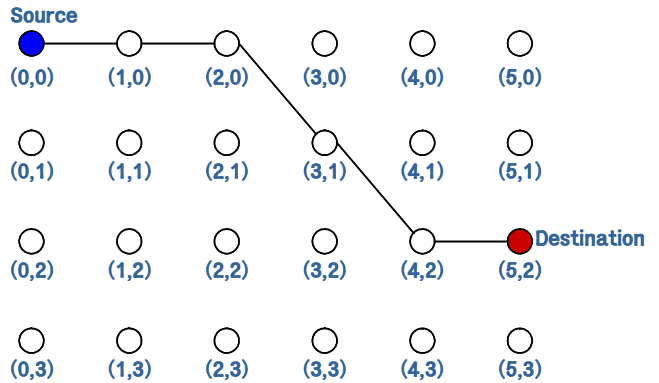 Source
(0,0) (1,0) (2,0) (3,0) (4,0) (5,0)
(0,1) (1,1) (2,1) (3,1) (4,1) (5,1)
Destination
(0,2) (1,2) (2,2) (3,2) (4,2) (5,2)
(0,3) (1,3) (2,3) (3,3) (4,3) (5,3)